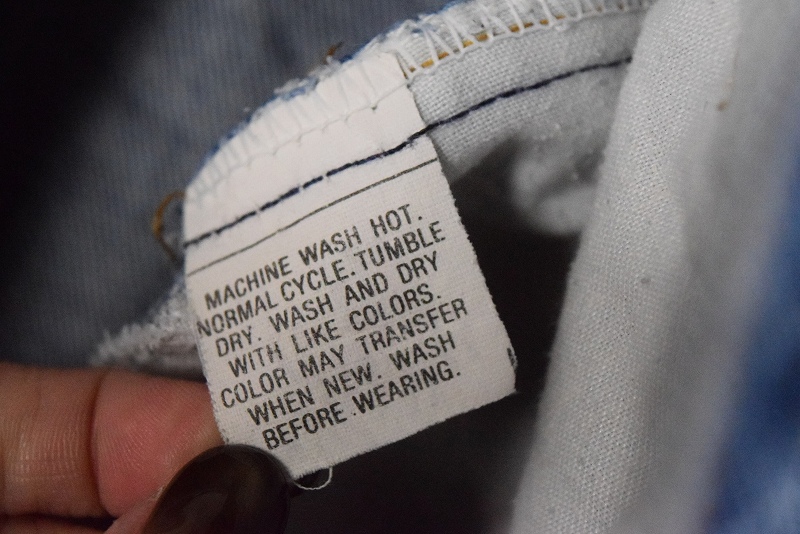 MACHINE WASH HOT.
NORMAL CYCLE. TUMBLE
DRY. WASH AND DRY
WITH LIKE COLORS.
COLOR MAY TRANSFER
WHEN NEW. WASH
BEFORE WEARING.